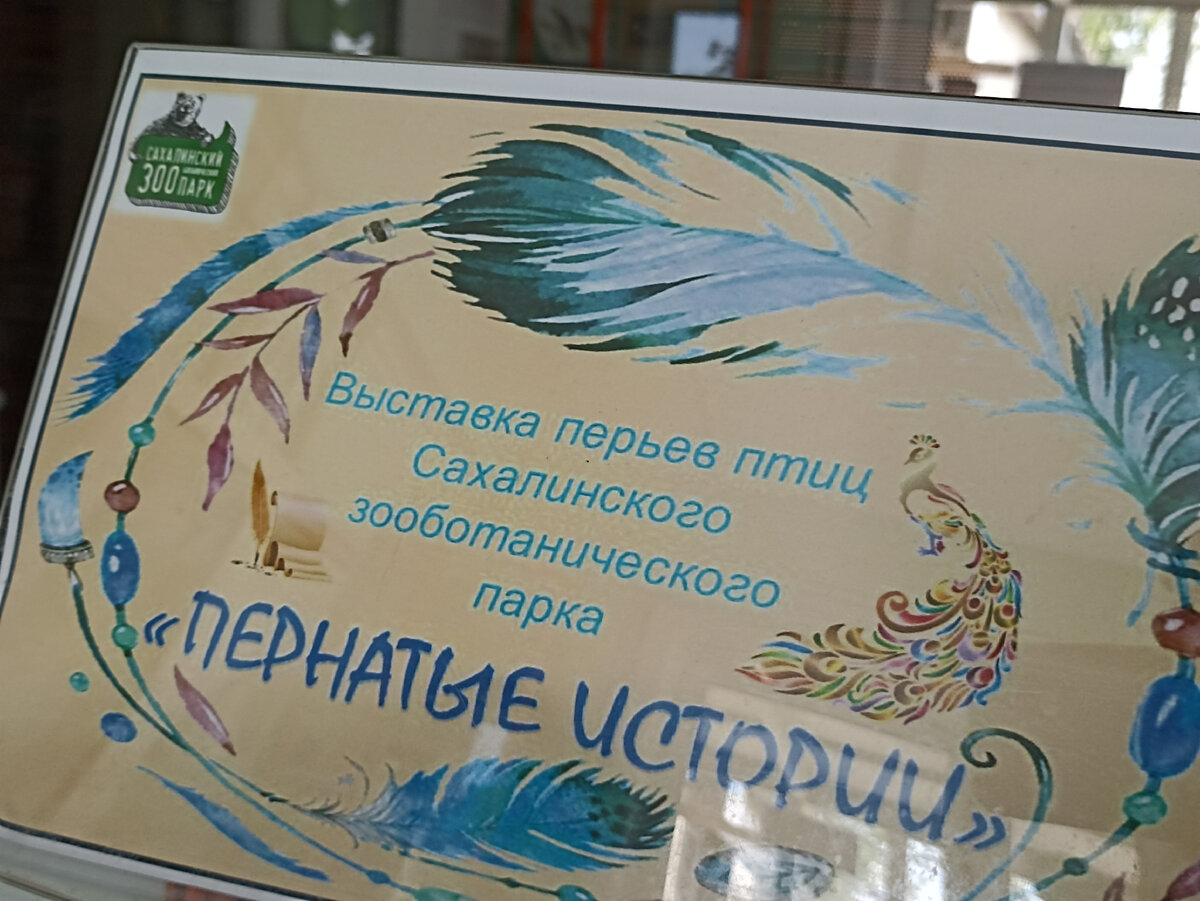 САХАЛИНСКИЙ
ЗООПАРК
Выставка перьев птиц
Сахалинского
зооботанического
парка
«ПЕРНАТЫЕ ИСТОРИИ»